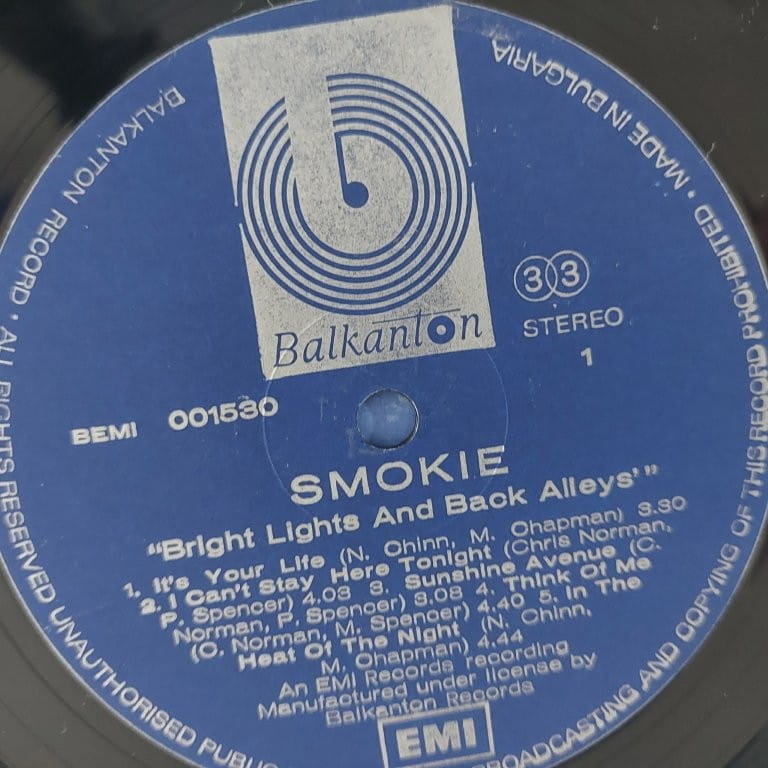 BALKANTON RECORD • ALL RIGHTS RESERVED UNAUTHORISED PUBLIC
BROADCASTING AND COPYING OF THIS RECORD PROHIBITED • MADE IN BULGARIA
b
Balkanton
33
STEREO
1
BEMI 001530
SMOKIE
"Bright Lights And Back Alleys'"
1. It's Your Life (N. Chinn, M. Chapman) 3.30
2. I Can't Stay Here Tonight (Chris Norman,
P. Spencer) 4.03 3. Sunshine Avenue (C.
Norman, P. Spencer) 3.08 4. Think Of Me
(C. Norman, M. Spencer) 4.40 5. In The
Heat Of The Night (N. Chinn,
M. Chapman) 4.44
An EMI Records recording
Manufactured under license by
Balkanton Records
EMI